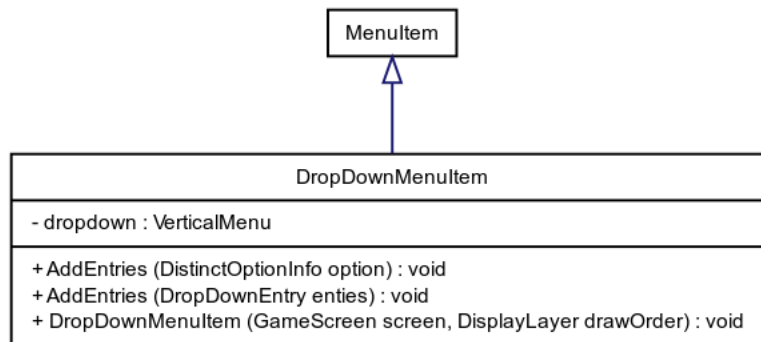 MenuItem
DropDownMenuItem
- dropdown : VerticalMenu
+ AddEntries (DistinctOptionInfo option) : void
+ AddEntries (DropDownEntry enties) : void
+ DropDownMenuItem (GameScreen screen, DisplayLayer drawOrder) : void